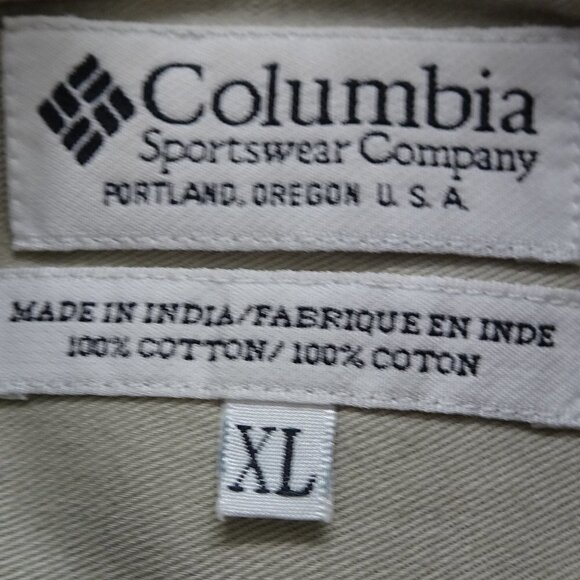 Columbia
Sportswear Company
PORTLAND, OREGON U. S. A.
MADE IN INDIA/FABRIQUE EN INDE
100% COTTON/ 100% COTON
XL